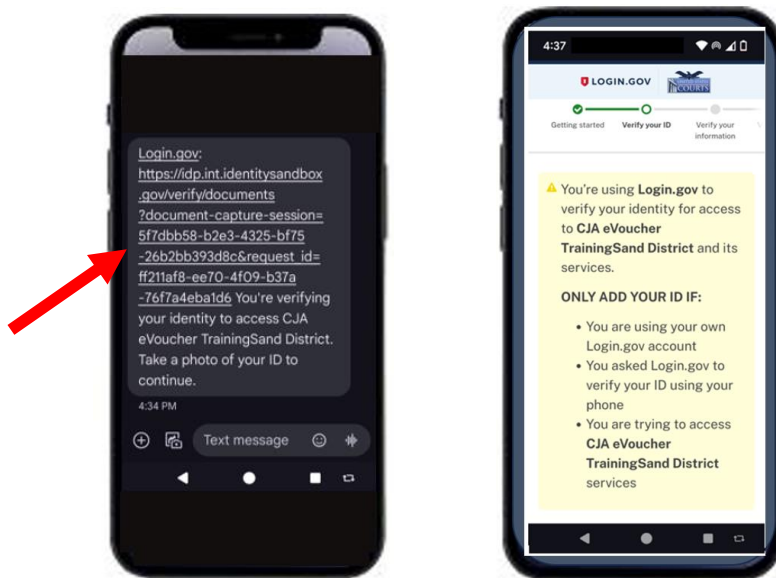 Login.gov:
https://idp.int.identitysandbox
.gov/verify/documents
?document-capture-session=
5f7dbb58-b2e3-4325-bf75
-26b2bb393d8c&request_id=
ff211af8-ee70-4f09-b37a
-76f7a4eba1d6 You're verifying
your identity to access CJA
eVoucher TrainingSand District.
Take a photo of your ID to
continue.
4:34 PM
Text message
4:37
LOGIN.GOV
COURTS
Getting started
Verify your ID
Verify your
information
You're using Login.gov to
verify your identity for access
to CJA eVoucher
TrainingSand District and its
services.
ONLY ADD YOUR ID IF:
• You are using your own
Login.gov account
• You asked Login.gov to
verify your ID using your
phone
• You are trying to access
CJA eVoucher
TrainingSand District
services